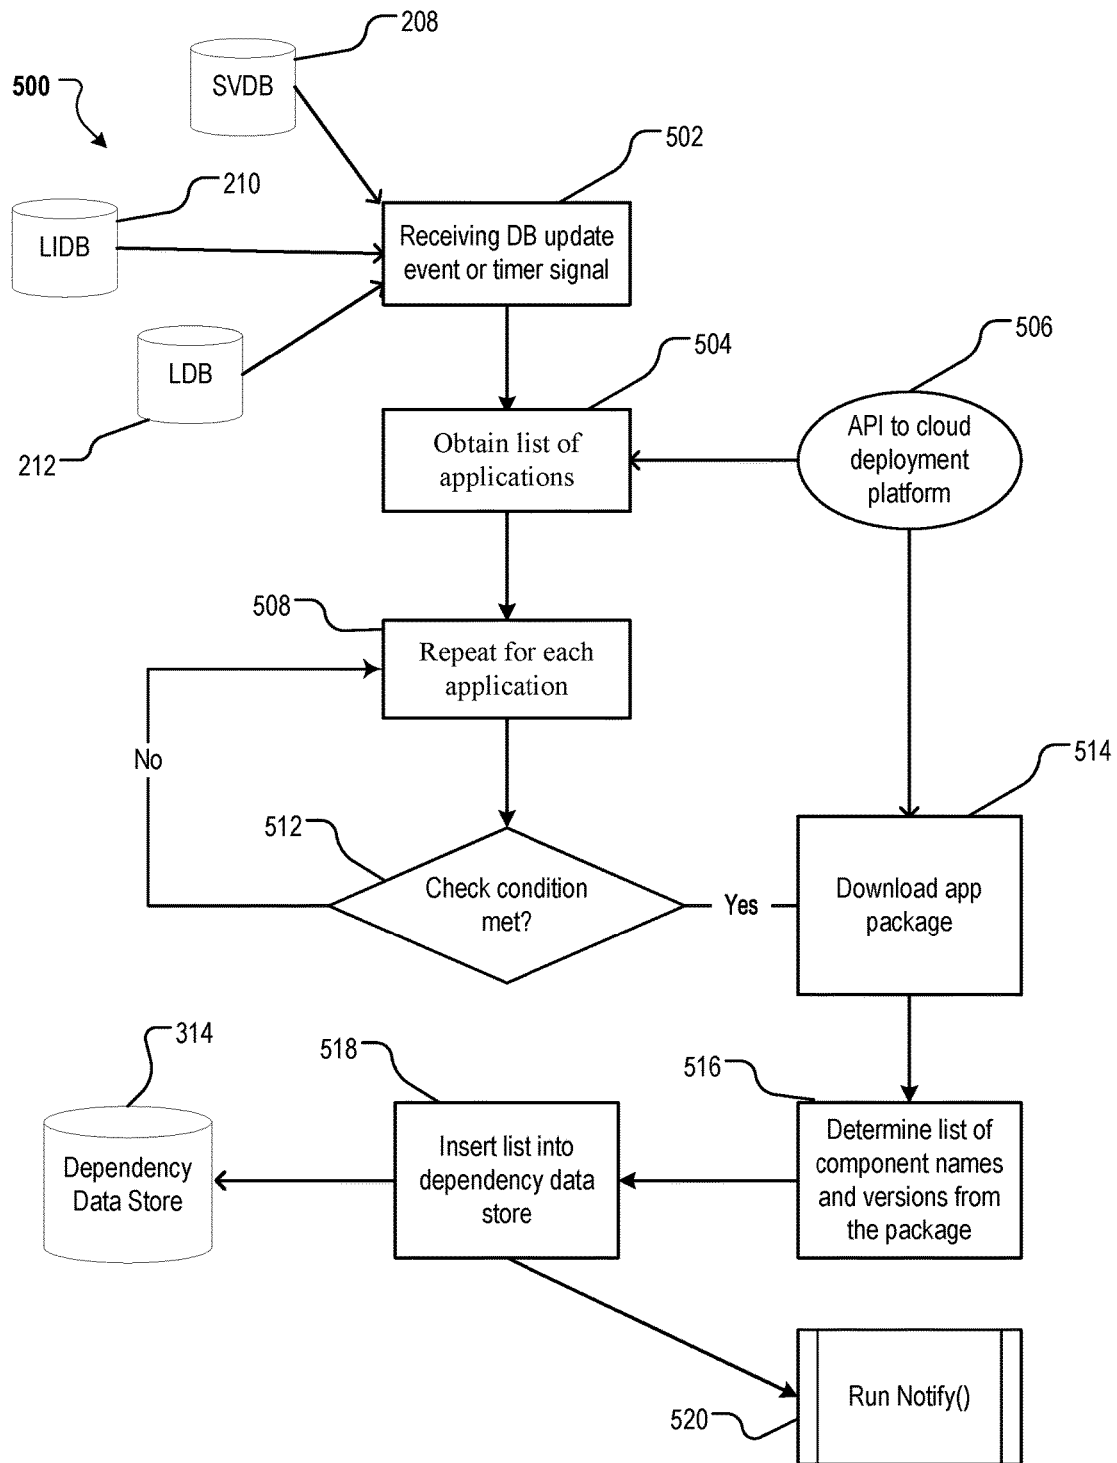 208
SVDB
500
502
210
LIDB
Receiving DB update
event or timer signal
504
506
LDB
212
Obtain list of
applications
API to cloud
deployment
platform
508
Repeat for each
application
No
514
512
Check condition
met?
Yes
Download app
package
314
518
516
Dependency
Data Store
Insert list into
dependency data
store
Determine list of
component names
and versions from
the package
Run Notify()
520